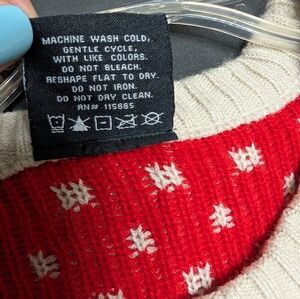 MACHINE WASH COLD,
GENTLE CYCLE,
WITH LIKE COLORS.
DO NOT BLEACH.
RESHAPE FLAT TO DRY.
DO NOT IRON.
DO NOT DRY CLEAN.
RN# 115885